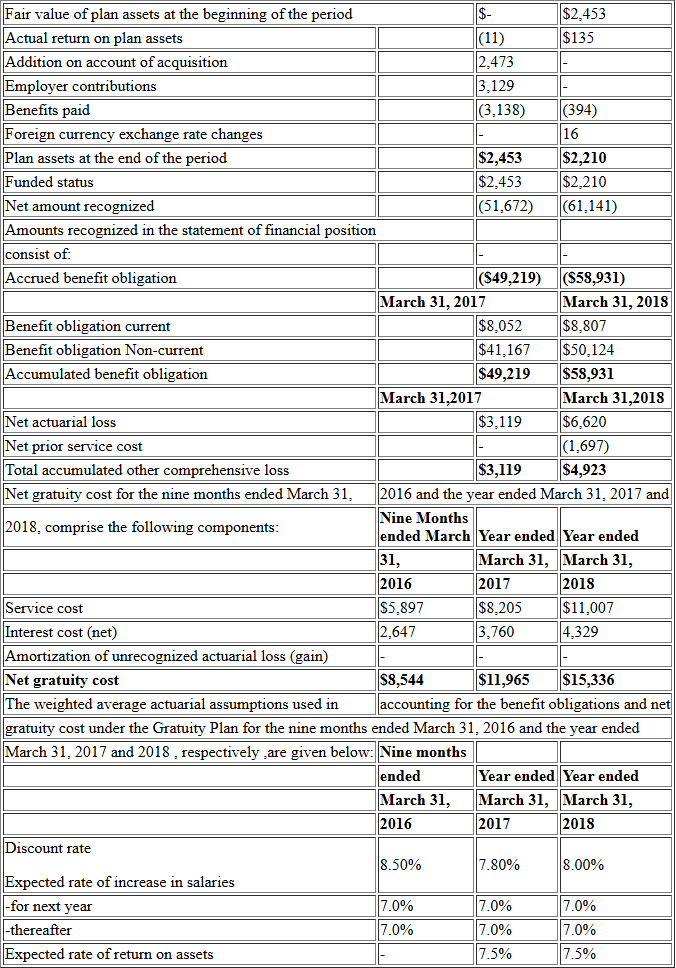 Fair value of plan assets at the beginning of the period $- $2,453
Actual return on plan assets (11) $135
Addition on account of acquisition 2,473 -
Employer contributions 3,129 -
Benefits paid (3,138) (394)
Foreign currency exchange rate changes - 16
Plan assets at the end of the period $2,453 $2,210
Funded status $2,453 $2,210
Net amount recognized (51,672) (61,141)
Amounts recognized in the statement of financial position
consist of: - -
Accrued benefit obligation ($49,219) ($58,931)
March 31, 2017 March 31, 2018
Benefit obligation current $8,052 $8,807
Benefit obligation Non-current $41,167 $50,124
Accumulated benefit obligation $49,219 $58,931
March 31,2017 March 31,2018
Net actuarial loss $3,119 $6,620
Net prior service cost - (1,697)
Total accumulated other comprehensive loss $3,119 $4,923
Net gratuity cost for the nine months ended March 31, 2016 and the year ended March 31, 2017 and
2018, comprise the following components: Nine Months
ended March Year ended Year ended
31, March 31, March 31,
2016 2017 2018
Service cost $5,897 $8,205 $11,007
Interest cost (net) 2,647 3,760 4,329
Amortization of unrecognized actuarial loss (gain) - - -
Net gratuity cost $8,544 $11,965 $15,336
The weighted average actuarial assumptions used in accounting for the benefit obligations and net
gratuity cost under the Gratuity Plan for the nine months ended March 31, 2016 and the year ended
March 31, 2017 and 2018 , respectively ,are given below: Nine months
ended Year ended Year ended
March 31, March 31, March 31,
2016 2017 2018
Discount rate
8.50% 7.80% 8.00%
Expected rate of increase in salaries
-for next year 7.0% 7.0% 7.0%
-thereafter 7.0% 7.0% 7.0%
Expected rate of return on assets - 7.5% 7.5%